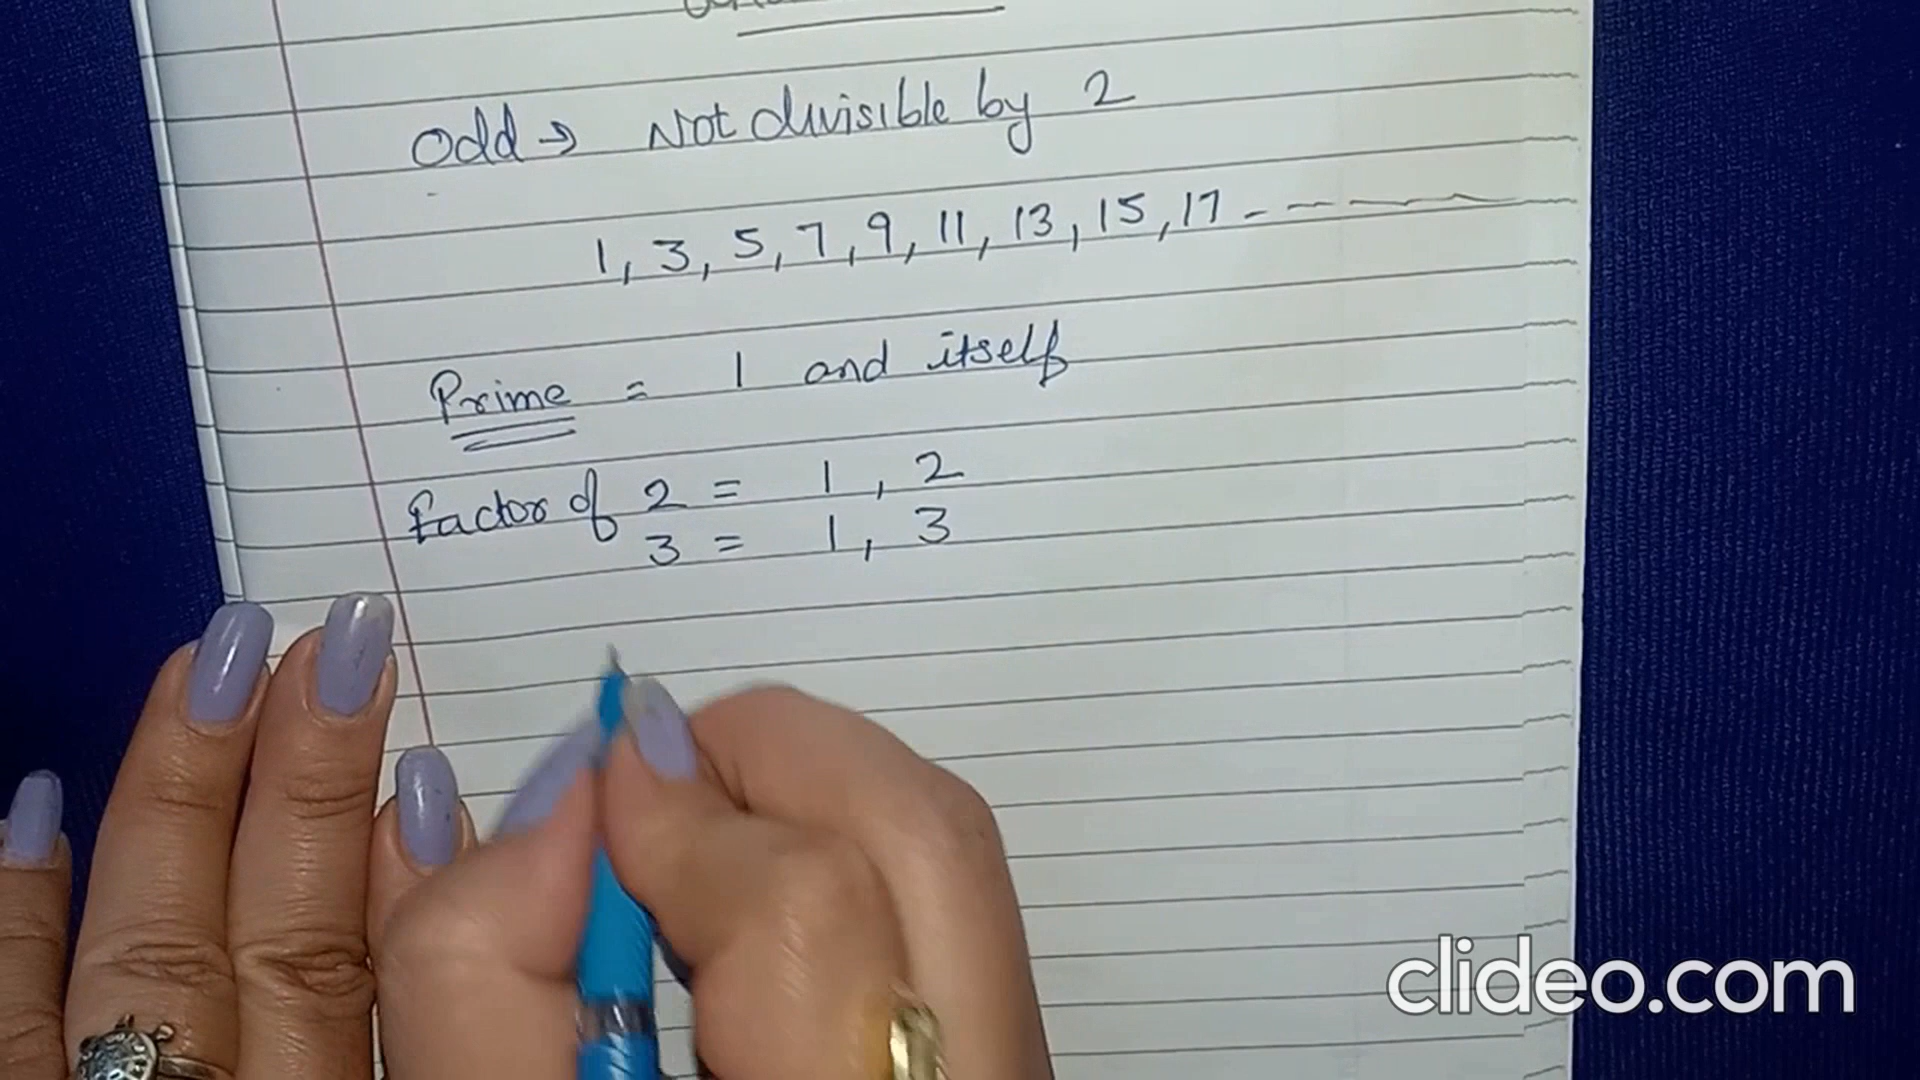 Odd → Not divisible by 2
1, 3, 5, 7, 9, 11, 13, 15, 17 - - - - -
Prime = 1 and itself
factor of 2 = 1, 2
3 = 1, 3
clideo.com